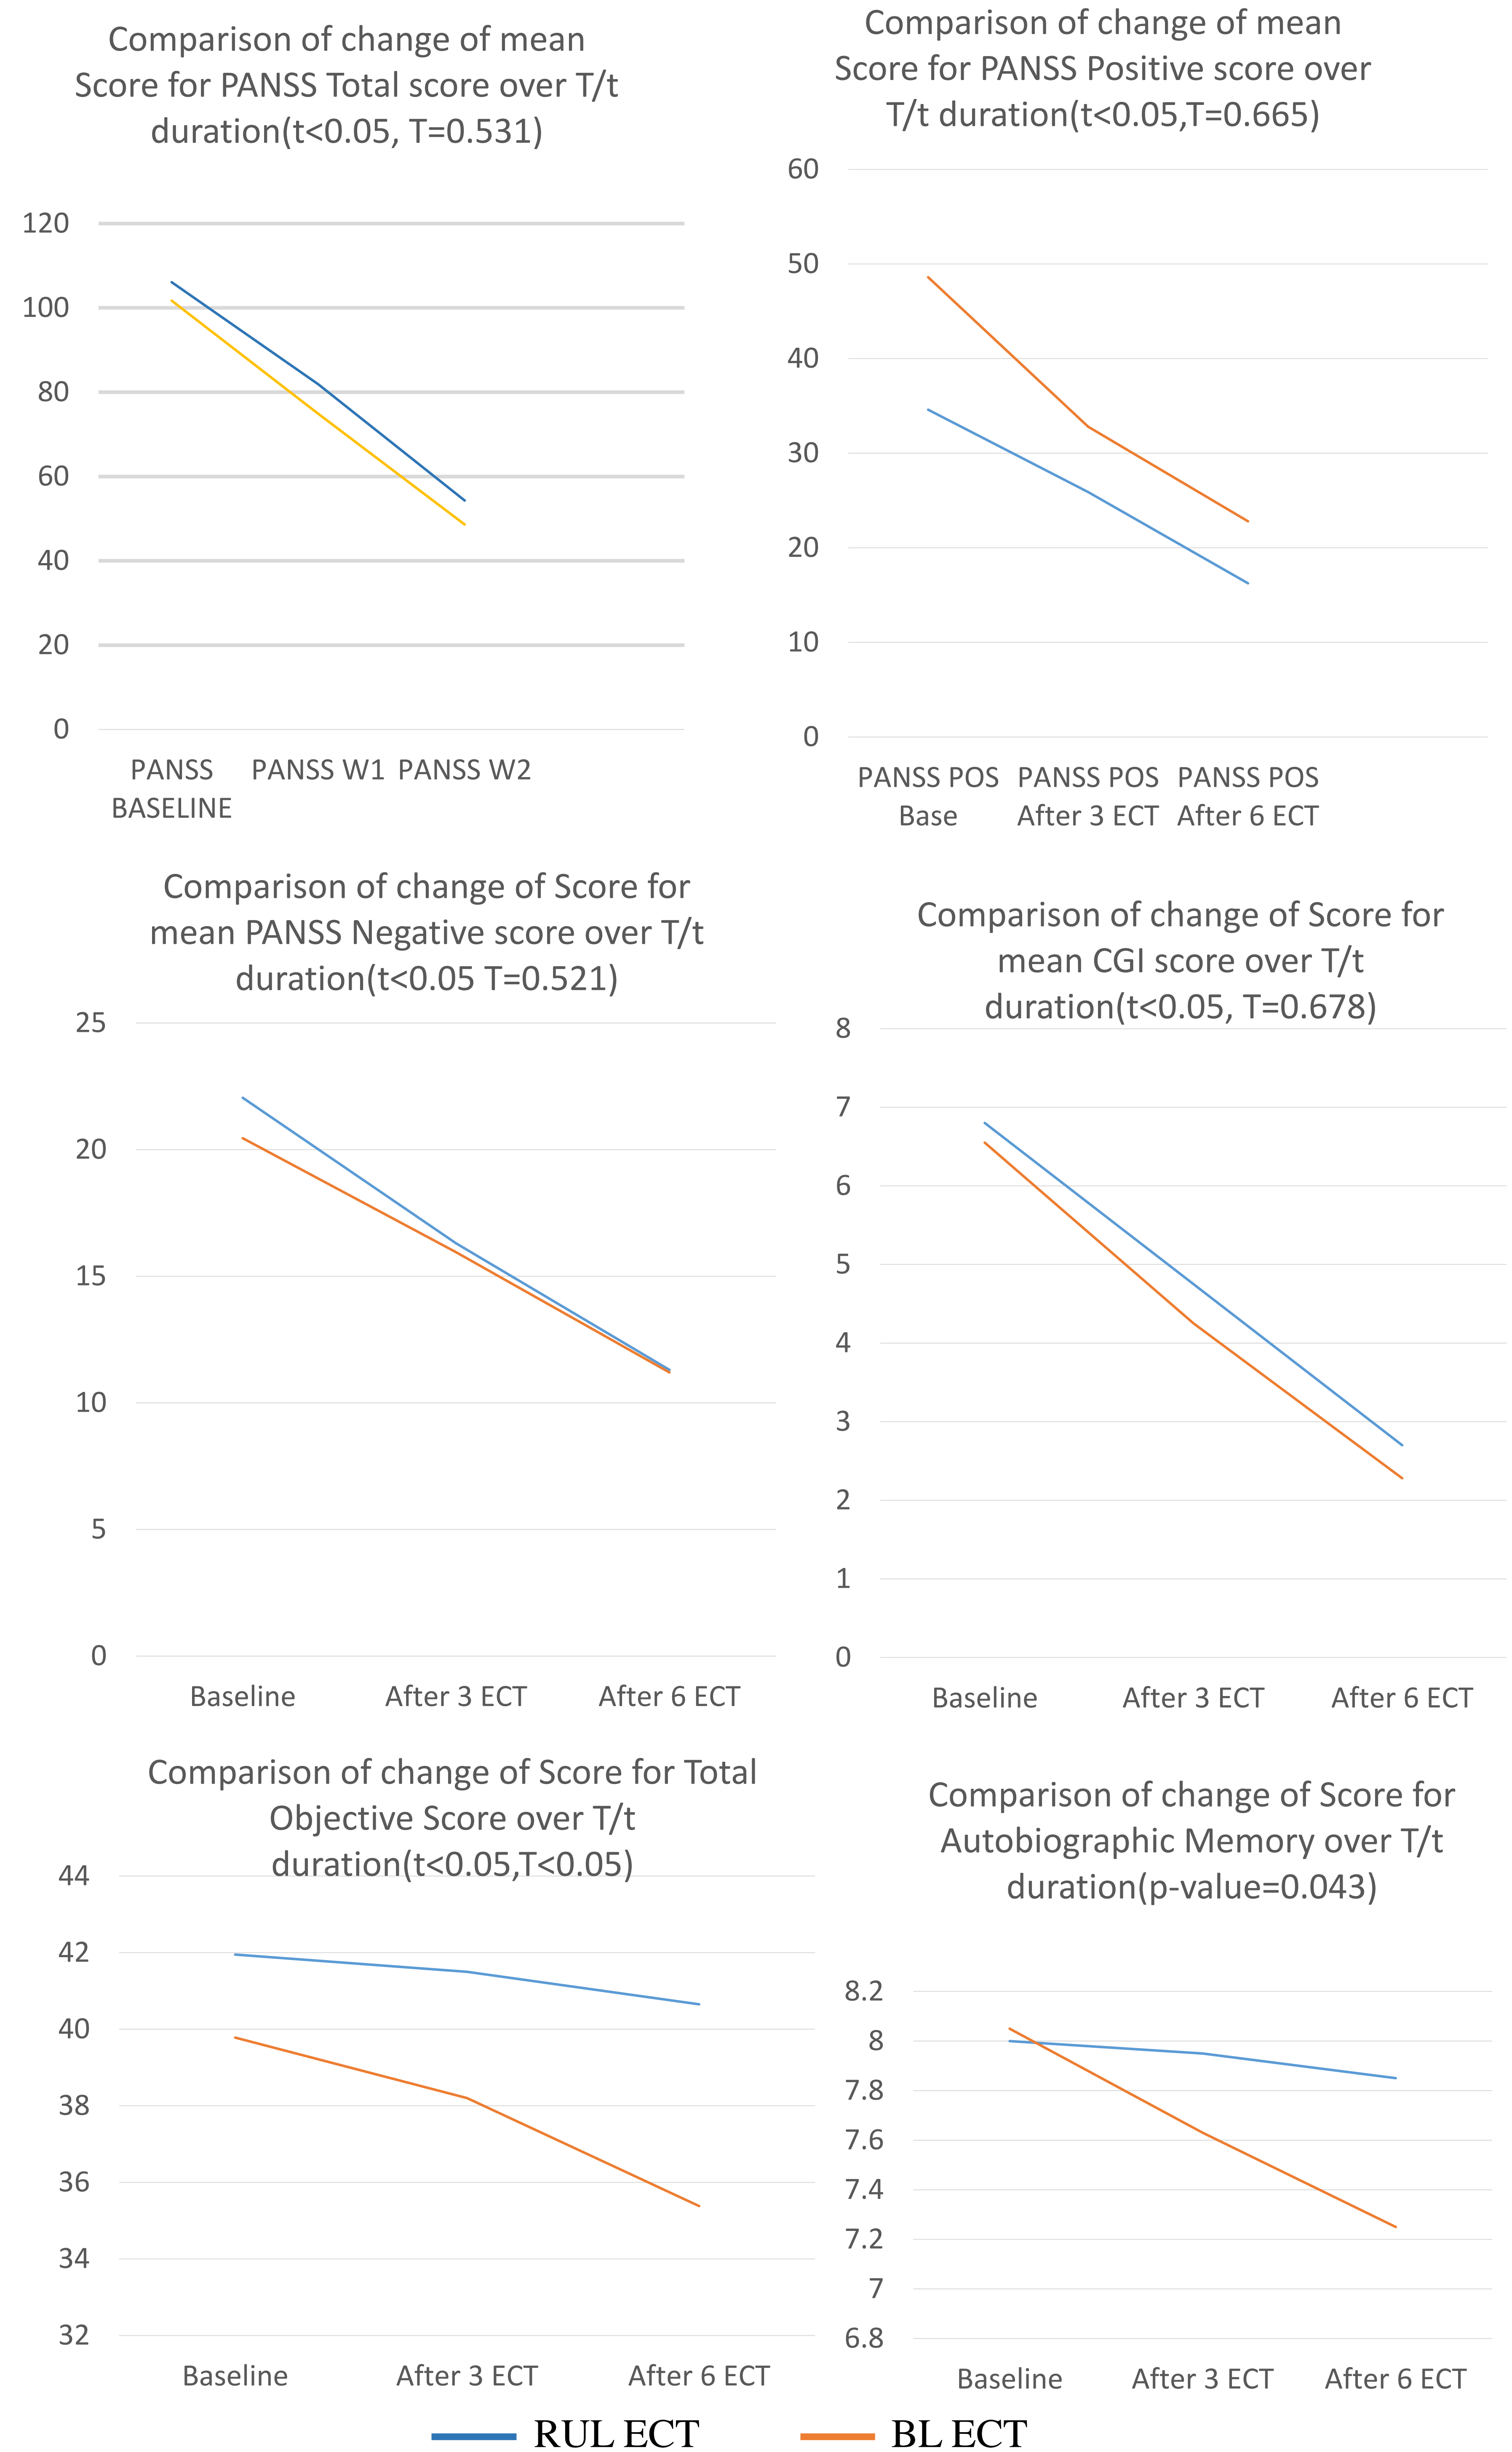 Comparison of change of mean
Score for PANSS Total score over T/t
duration(t<0.05, T=0.531)
120
100
80
60
40
20
0
PANSS BASELINE
PANSS W1
PANSS W2
Comparison of change of mean
Score for PANSS Positive score over
T/t duration(t<0.05,T=0.665)
60
50
40
30
20
10
0
PANSS POS Base
PANSS POS After 3 ECT
PANSS POS After 6 ECT
Comparison of change of Score for
mean PANSS Negative score over T/t
duration(t<0.05 T=0.521)
25
20
15
10
5
0
Baseline
After 3 ECT
After 6 ECT
Comparison of change of Score for
mean CGI score over T/t
duration(t<0.05, T=0.678)
8
7
6
5
4
3
2
1
0
Baseline
After 3 ECT
After 6 ECT
Comparison of change of Score for Total
Objective Score over T/t
duration(t<0.05,T<0.05)
44
42
40
38
36
34
32
Baseline
After 3 ECT
After 6 ECT
Comparison of change of Score for
Autobiographic Memory over T/t
duration(p-value=0.043)
8.2
8
7.8
7.6
7.4
7.2
7
6.8
Baseline
After 3 ECT
After 6 ECT
RUL ECT
BL ECT